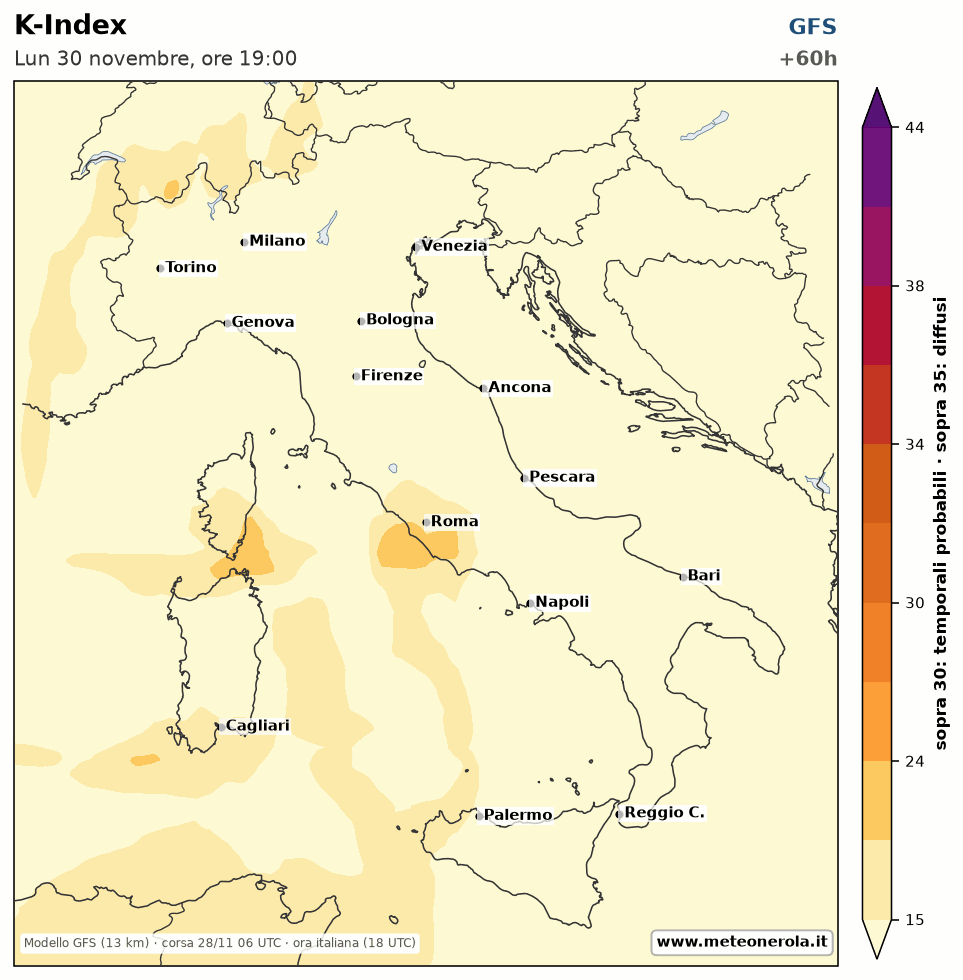 K-Index
GFS
Lun 30 novembre, ore 19:00
+60h
44
Milano
Venezia
Torino
38
Genova
Bologna
Firenze
Ancona
34
Pescara
Roma
Bari
30
Napoli
Cagliari
24
Palermo
Reggio C.
15
sopra 30: temporali probabili · sopra 35: diffusi
Modello GFS (13 km) · corsa 28/11 06 UTC · ora italiana (18 UTC)
www.meteonerola.it